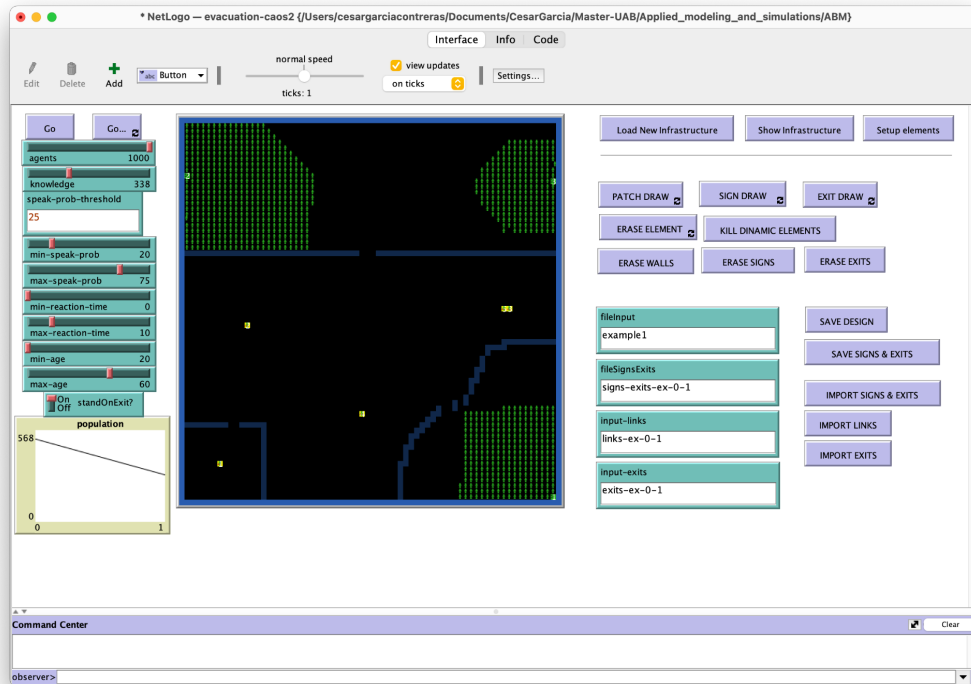 * NetLogo — evacuation-caos2 {/Users/cesargarciacontreras/Documents/CesarGarcia/Master-UAB/Applied_modeling_and_simulations/ABM}
Interface Info Code
Edit
Delete
Add
abc Button
normal speed
ticks: 1
view updates
on ticks
Settings...
Go
Go...
agents 1000
knowledge 338
speak-prob-threshold
25
min-speak-prob 20
max-speak-prob 75
min-reaction-time 0
max-reaction-time 10
min-age 20
max-age 60
On
Off
standOnExit?
population
568
0
0 1
Load New Infrastructure
Show Infrastructure
Setup elements
PATCH DRAW
SIGN DRAW
EXIT DRAW
ERASE ELEMENT
KILL DINAMIC ELEMENTS
ERASE WALLS
ERASE SIGNS
ERASE EXITS
fileInput
example1
SAVE DESIGN
fileSignsExits
signs-exits-ex-0-1
SAVE SIGNS & EXITS
IMPORT SIGNS & EXITS
input-links
links-ex-0-1
IMPORT LINKS
IMPORT EXITS
input-exits
exits-ex-0-1
Command Center
Clear
observer>